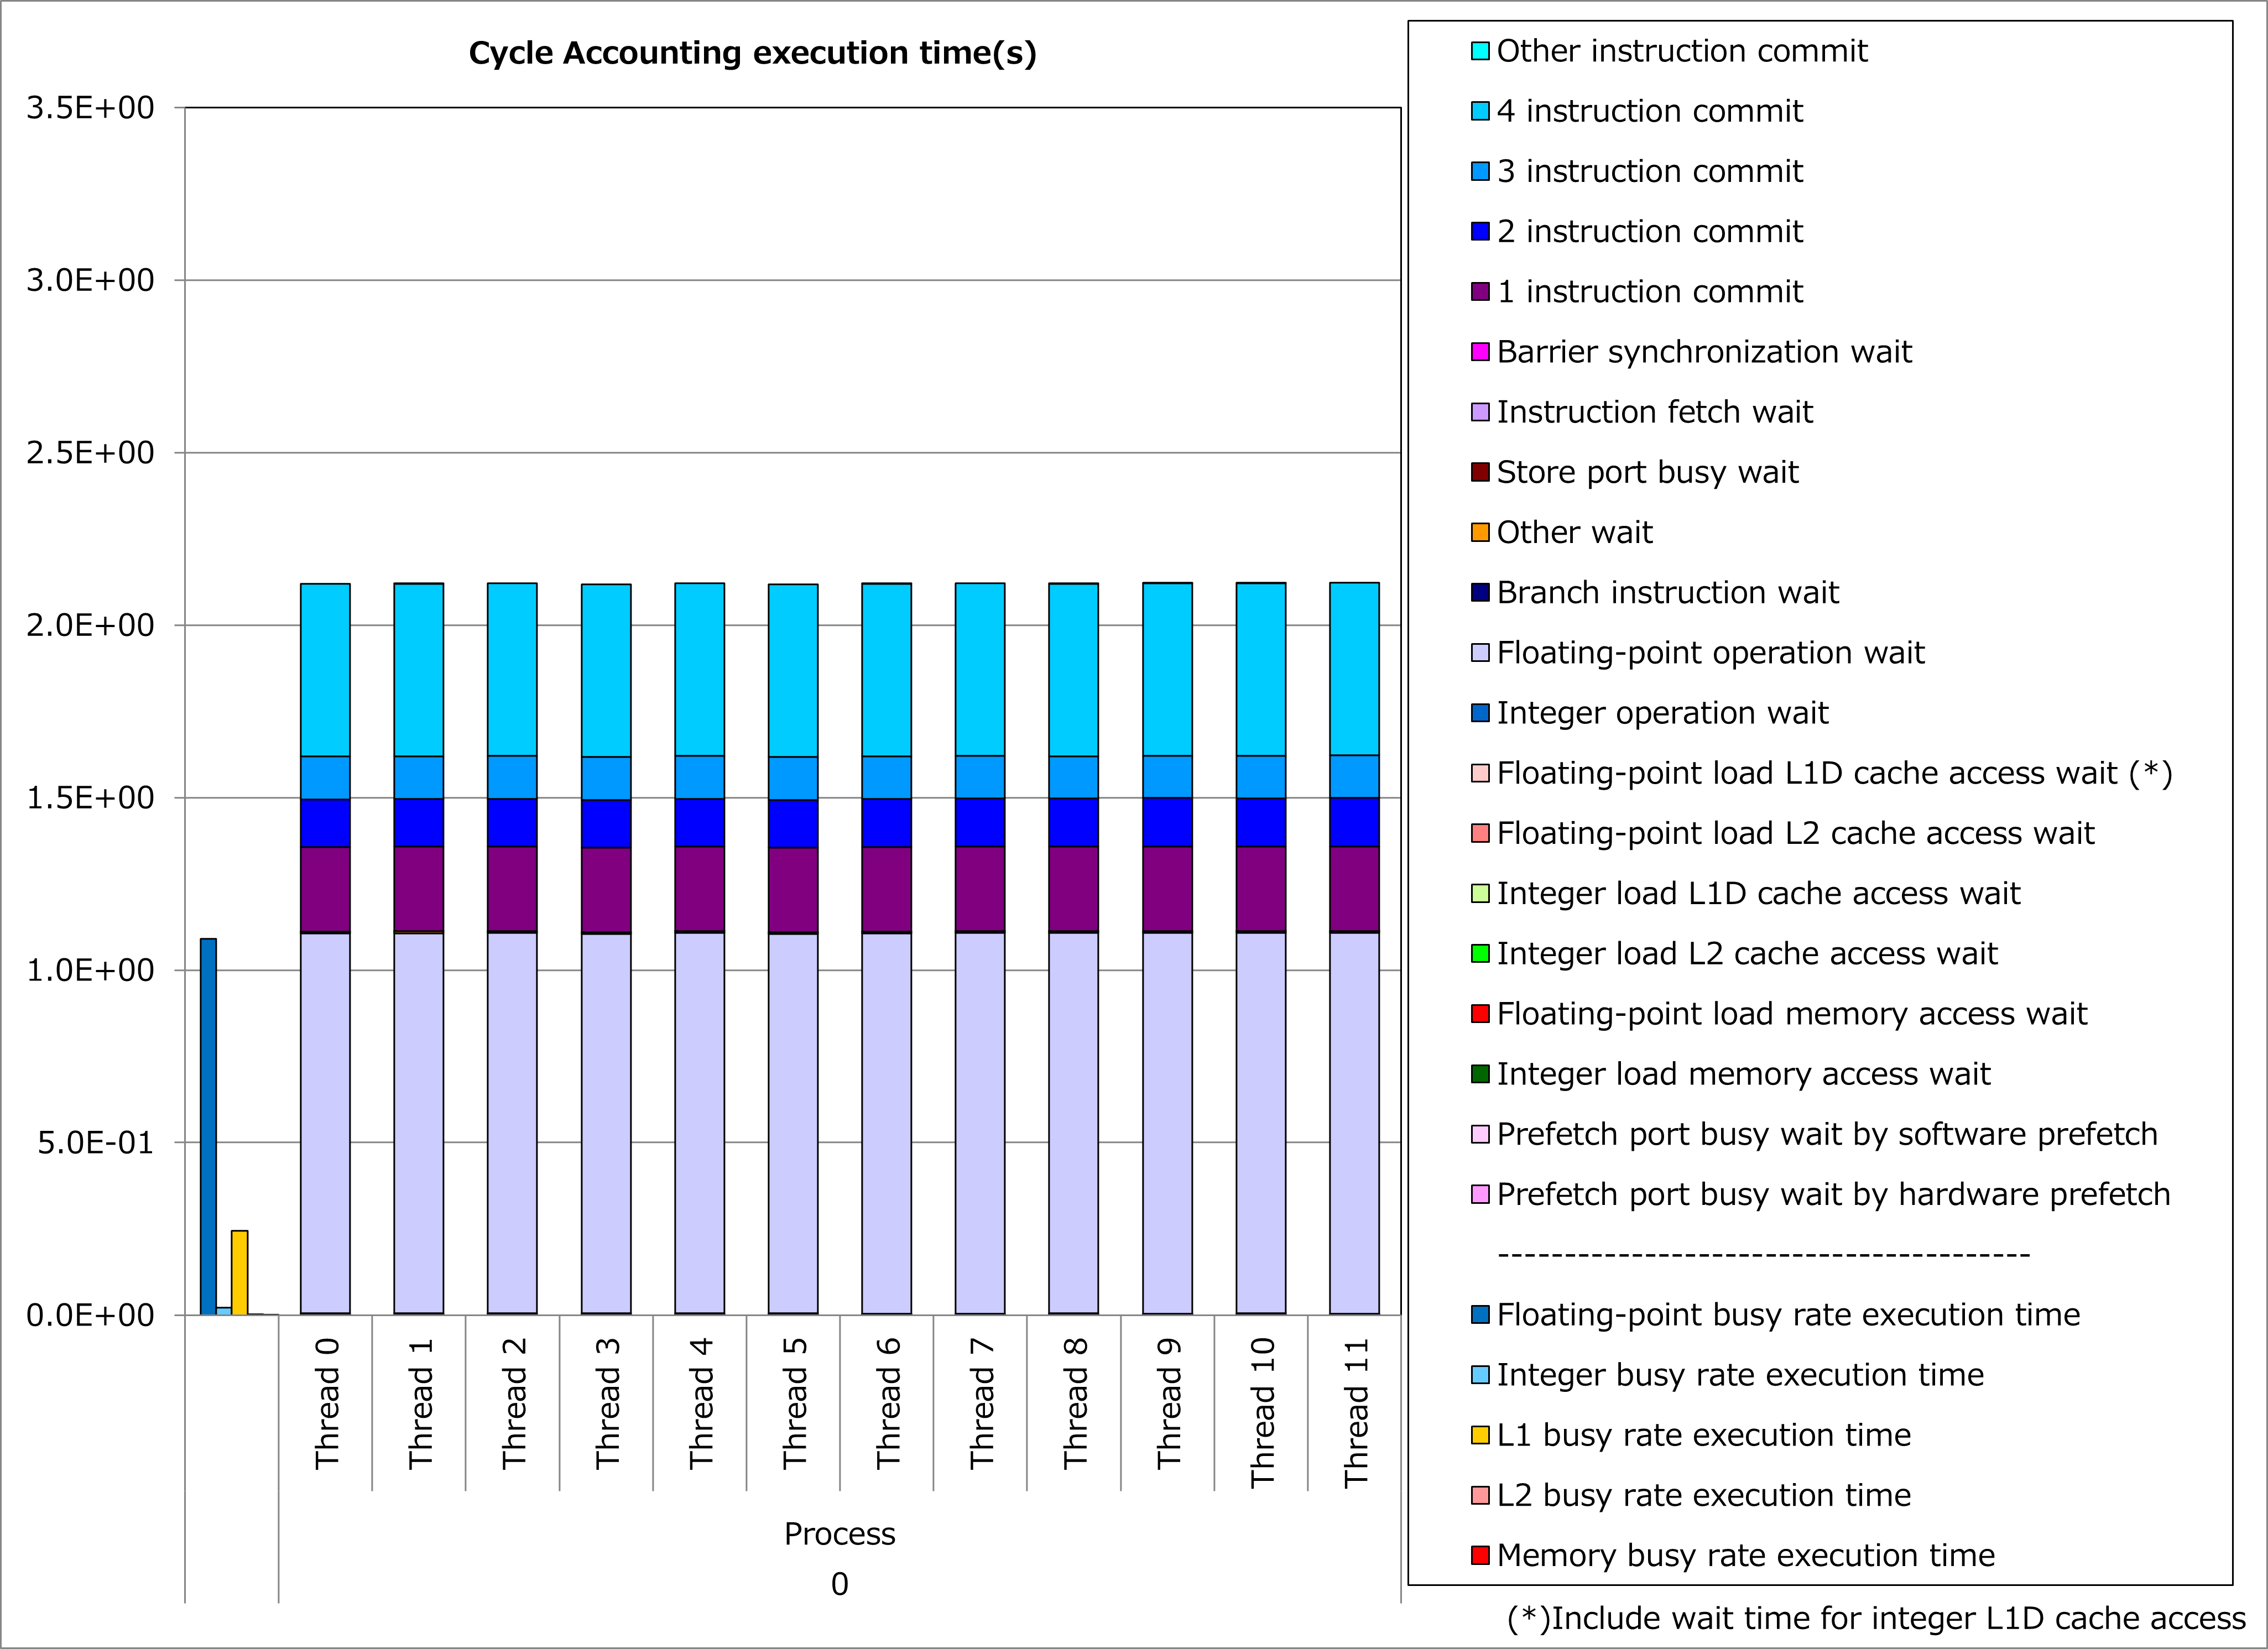 Cycle Accounting execution time(s)
3.5E+00
3.0E+00
2.5E+00
2.0E+00
1.5E+00
1.0E+00
5.0E-01
0.0E+00
Thread 0
Thread 1
Thread 2
Thread 3
Thread 4
Thread 5
Thread 6
Thread 7
Thread 8
Thread 9
Thread 10
Thread 11
Process
0
Other instruction commit
4 instruction commit
3 instruction commit
2 instruction commit
1 instruction commit
Barrier synchronization wait
Instruction fetch wait
Store port busy wait
Other wait
Branch instruction wait
Floating-point operation wait
Integer operation wait
Floating-point load L1D cache access wait (*)
Floating-point load L2 cache access wait
Integer load L1D cache access wait
Integer load L2 cache access wait
Floating-point load memory access wait
Integer load memory access wait
Prefetch port busy wait by software prefetch
Prefetch port busy wait by hardware prefetch
----------------------------------------
Floating-point busy rate execution time
Integer busy rate execution time
L1 busy rate execution time
L2 busy rate execution time
Memory busy rate execution time
(*)Include wait time for integer L1D cache access